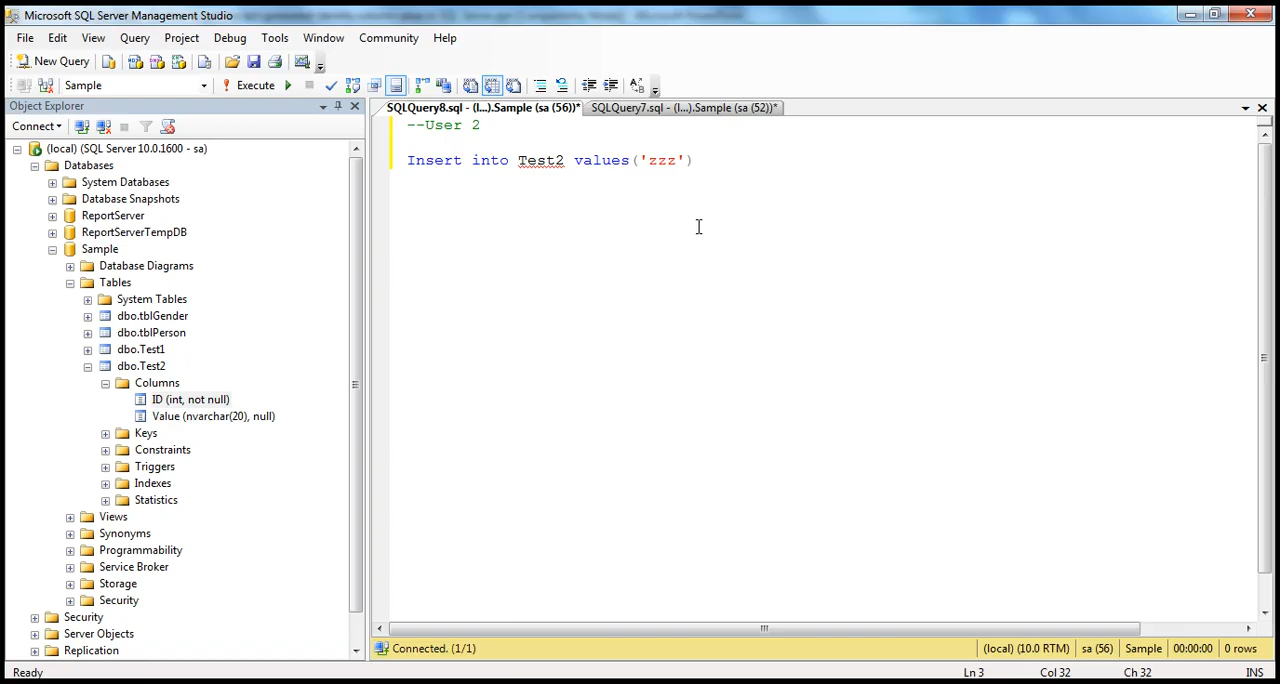 Microsoft SQL Server Management Studio
File Edit View Query Project Debug Tools Window Community Help
New Query
Sample Execute
Object Explorer
SQLQuery8.sql - (l...).Sample (sa (56))* SQLQuery7.sql - (l...).Sample (sa (52))*
Connect
--User 2
Insert into Test2 values('zzz')
(local) (SQL Server 10.0.1600 - sa)
Databases
System Databases
Database Snapshots
ReportServer
ReportServerTempDB
Sample
Database Diagrams
Tables
System Tables
dbo.tblGender
dbo.tblPerson
dbo.Test1
dbo.Test2
Columns
ID (int, not null)
Value (nvarchar(20), null)
Keys
Constraints
Triggers
Indexes
Statistics
Views
Synonyms
Programmability
Service Broker
Storage
Security
Security
Server Objects
Replication
Connected. (1/1) (local) (10.0 RTM) sa (56) Sample 00:00:00 0 rows
Ready Ln 3 Col 32 Ch 32 INS